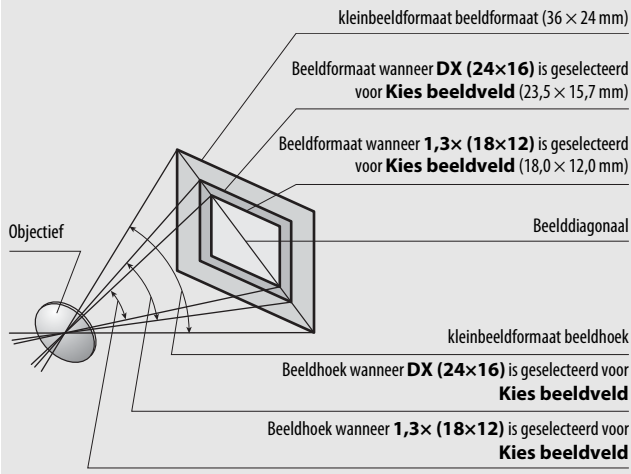 kleinbeeldformaat beeldformaat (36 × 24 mm)
Beeldformaat wanneer DX (24×16) is geselecteerd
voor Kies beeldveld (23,5 × 15,7 mm)
Beeldformaat wanneer 1,3× (18×12) is geselecteerd
voor Kies beeldveld (18,0 × 12,0 mm)
Beelddiagonaal
Objectief
kleinbeeldformaat beeldhoek
Beeldhoek wanneer DX (24×16) is geselecteerd voor
Kies beeldveld
Beeldhoek wanneer 1,3× (18×12) is geselecteerd voor
Kies beeldveld